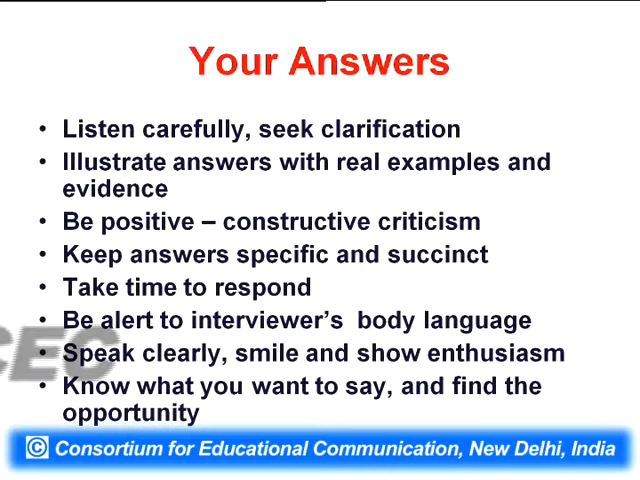 Your Answers
• Listen carefully, seek clarification
• Illustrate answers with real examples and
evidence
• Be positive – constructive criticism
• Keep answers specific and succinct
• Take time to respond
• Be alert to interviewer's  body language
CEC
• Speak clearly, smile and show enthusiasm
• Know what you want to say, and find the
opportunity
© Consortium for Educational Communication, New Delhi, India